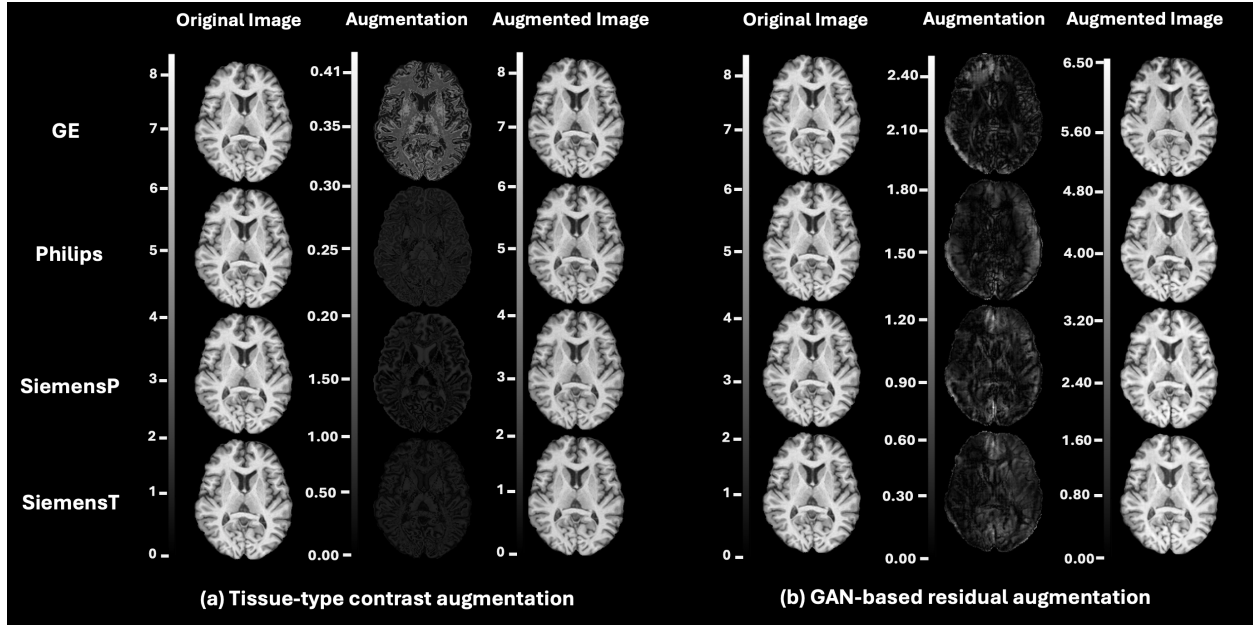 Original Image Augmentation Augmented Image Original Image Augmentation Augmented Image
8 0.41 8 8 2.40 6.50
GE
7 0.35 7 7 2.10 5.60
6 0.30 6 6 1.80 4.80
Philips
5 0.25 5 5 1.50 4.00
4 0.20 4 4 1.20 3.20
SiemensP
3 1.50 3 3 0.90 2.40
2 1.00 2 2 0.60 1.60
SiemensT
1 0.50 1 1 0.30 0.80
0 0.00 0 0 0.00 0.00
(a) Tissue-type contrast augmentation (b) GAN-based residual augmentation